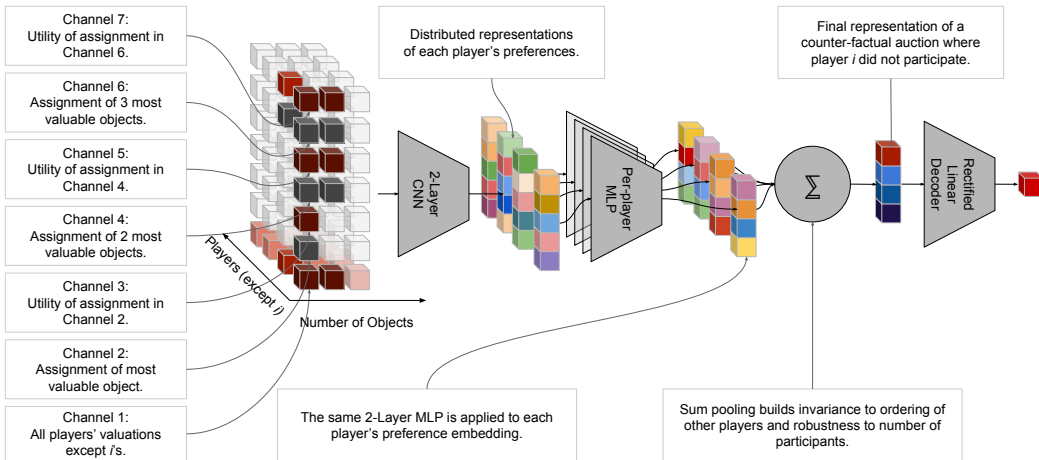 Channel 7:
Utility of assignment in
Channel 6.
Channel 6:
Assignment of 3 most
valuable objects.
Channel 5:
Utility of assignment in
Channel 4.
Channel 4:
Assignment of 2 most
valuable objects.
Channel 3:
Utility of assignment in
Channel 2.
Channel 2:
Assignment of most
valuable object.
Channel 1:
All players' valuations
except i's.
Players (except i)
Number of Objects
2-Layer
CNN
Distributed representations
of each player's preferences.
Per-player
MLP
The same 2-Layer MLP is applied to each
player's preference embedding.
Σ
Sum pooling builds invariance to ordering of
other players and robustness to number of
participants.
Final representation of a
counter-factual auction where
player i did not participate.
Rectified
Linear
Decoder